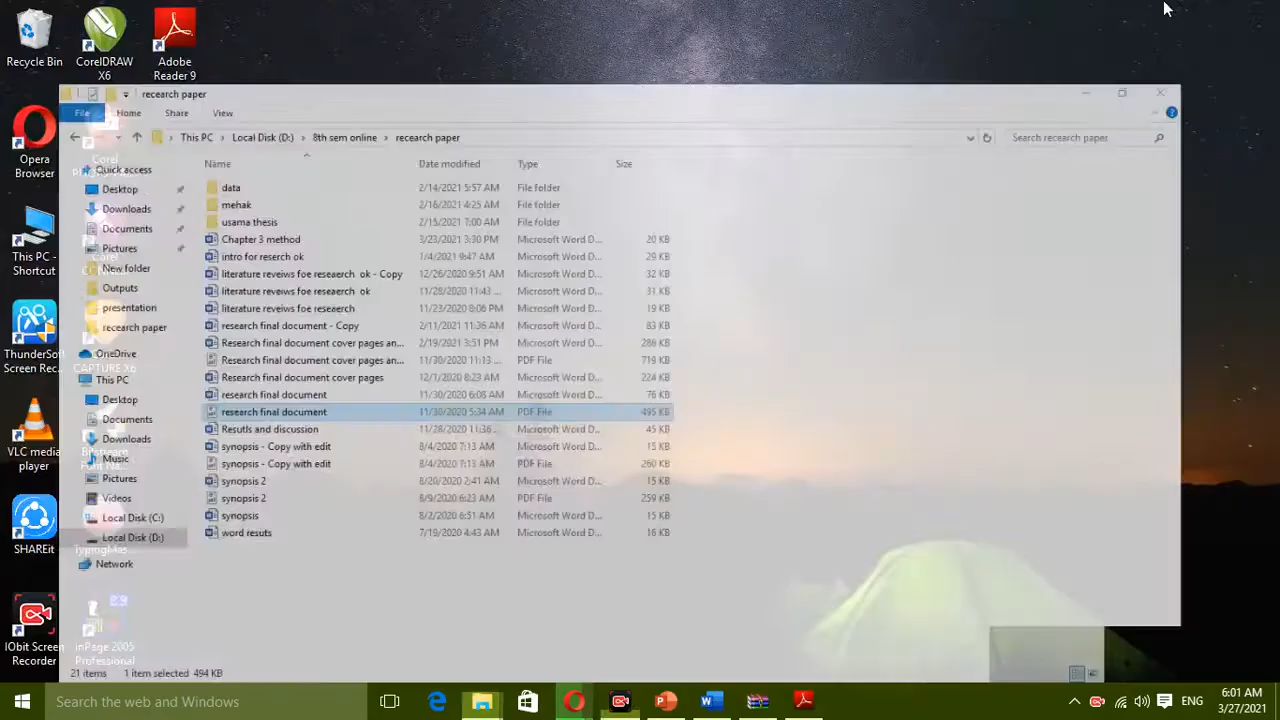 Recycle Bin
CorelDRAW X6
Adobe Reader 9
Opera Browser
This PC - Shortcut
ThunderSoft Screen Rec...
VLC media player
SHAREit
IObit Screen Recorder
inPage 2005 Professional
recearch paper
File Home Share View
This PC Local Disk (D:) 8th sem online recearch paper
Search recearch paper
Name Date modified Type Size
Quick access
Desktop
Downloads
Documents
Pictures
New folder
Outputs
presentation
recearch paper
OneDrive
This PC
Desktop
Documents
Downloads
Music
Pictures
Videos
Local Disk (C:)
Local Disk (D:)
Network
data 2/14/2021 5:57 AM File folder
mehak 2/16/2021 4:25 AM File folder
usama thesis 2/15/2021 7:00 AM File folder
Chapter 3 method 3/23/2021 3:30 PM Microsoft Word D... 20 KB
intro for reserch ok 1/4/2021 9:47 AM Microsoft Word D... 29 KB
literature reveiws foe reseaerch ok - Copy 12/26/2020 9:51 AM Microsoft Word D... 32 KB
literature reveiws foe reseaerch ok 11/28/2020 11:43 ... Microsoft Word D... 31 KB
literature reveiws foe reseaerch 11/23/2020 8:06 PM Microsoft Word D... 19 KB
research final document - Copy 2/11/2021 11:36 AM Microsoft Word D... 83 KB
Research final document cover pages an... 2/19/2021 3:51 PM Microsoft Word D... 286 KB
Research final document cover pages an... 11/30/2020 11:13 ... PDF File 719 KB
Research final document cover pages 12/1/2020 8:23 AM Microsoft Word D... 224 KB
research final document 11/30/2020 6:08 AM Microsoft Word D... 76 KB
research final document 11/30/2020 5:34 AM PDF File 495 KB
Resutls and discussion 11/28/2020 11:36 ... Microsoft Word D... 45 KB
synopsis - Copy with edit 8/4/2020 7:13 AM Microsoft Word D... 15 KB
synopsis - Copy with edit 8/4/2020 7:13 AM PDF File 260 KB
synopsis 2 8/20/2020 2:41 AM Microsoft Word D... 15 KB
synopsis 2 8/9/2020 6:23 AM PDF File 259 KB
synopsis 8/2/2020 6:51 AM Microsoft Word D... 15 KB
word resuts 7/19/2020 4:43 AM Microsoft Word D... 16 KB
21 items 1 item selected 494 KB
Search the web and Windows
ENG
6:01 AM
3/27/2021